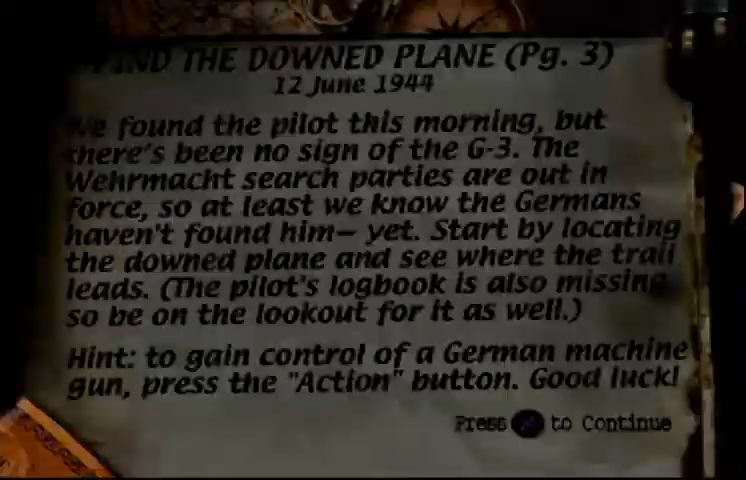 FIND THE DOWNED PLANE (Pg. 3)
12 June 1944
We found the pilot this morning, but
there's been no sign of the G-3. The
Wehrmacht search parties are out in
force, so at least we know the Germans
haven't found him— yet. Start by locating
the downed plane and see where the trail
leads. (The pilot's logbook is also missing
so be on the lookout for it as well.)
Hint: to gain control of a German machine
gun, press the "Action" button. Good luck!
Press to Continue